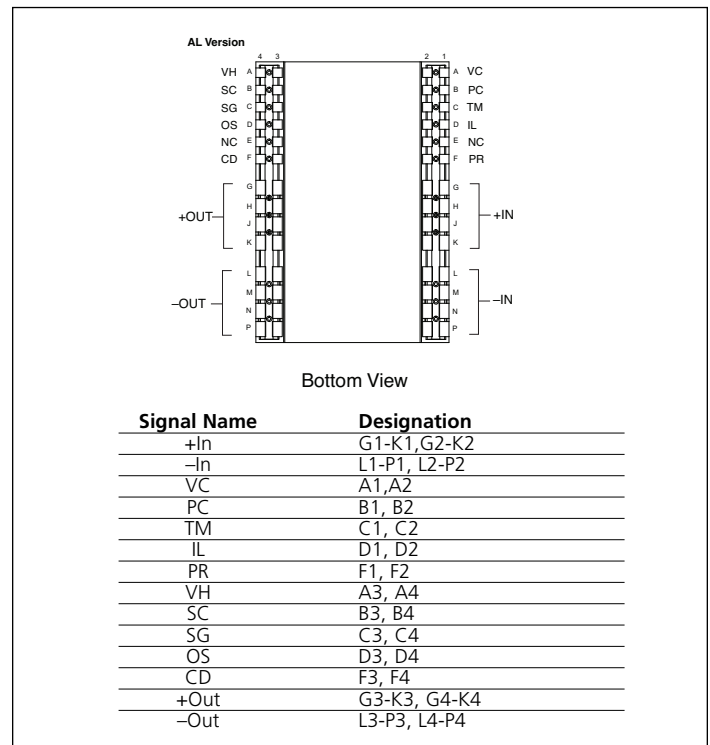 AL Version
4 3 2 1
VH A A VC
SC B B PC
SG C C TM
OS D D IL
NC E E NC
CD F F PR
G G
H H
+OUT +IN
J J
K K
L L
M M
–OUT –IN
N N
P P
Bottom View
Signal Name Designation
+In G1-K1,G2-K2
–In L1-P1, L2-P2
VC A1,A2
PC B1, B2
TM C1, C2
IL D1, D2
PR F1, F2
VH A3, A4
SC B3, B4
SG C3, C4
OS D3, D4
CD F3, F4
+Out G3-K3, G4-K4
–Out L3-P3, L4-P4